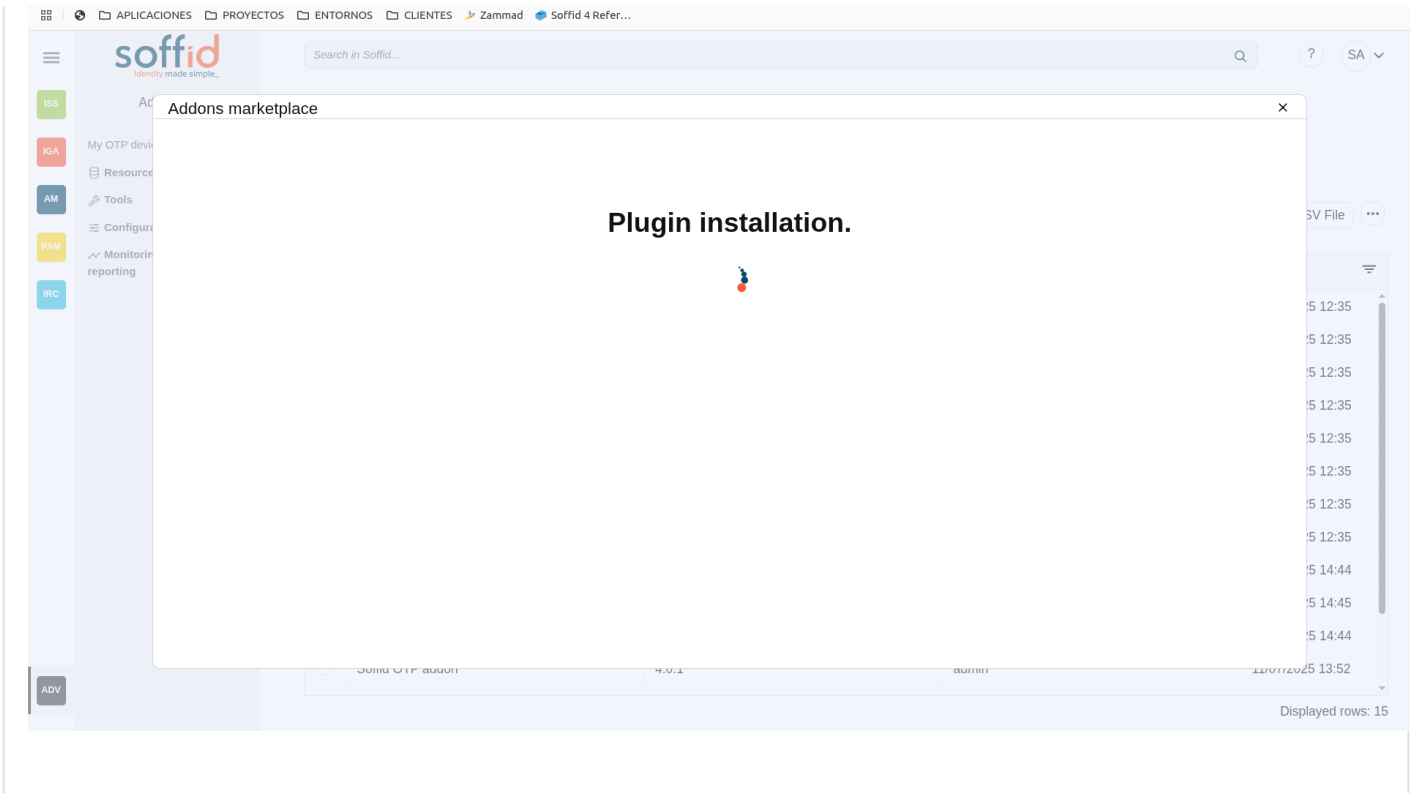 APLICACIONES PROYECTOS ENTORNOS CLIENTES Zammad Soffid 4 Refer...
soffid
Identity made simple_
Search in Soffid...
? SA
ISS
IGA
AM
PAM
IRC
ADV
My OTP devi
Resource
Tools
Configura
Monitorin
reporting
Addons marketplace
Plugin installation.
SV File
25 12:35
25 12:35
25 12:35
25 12:35
25 12:35
25 12:35
25 12:35
25 12:35
25 14:44
25 14:45
25 14:44
Soffid OTP addon 4.0.1 admin 11/07/2025 13:52
Displayed rows: 15